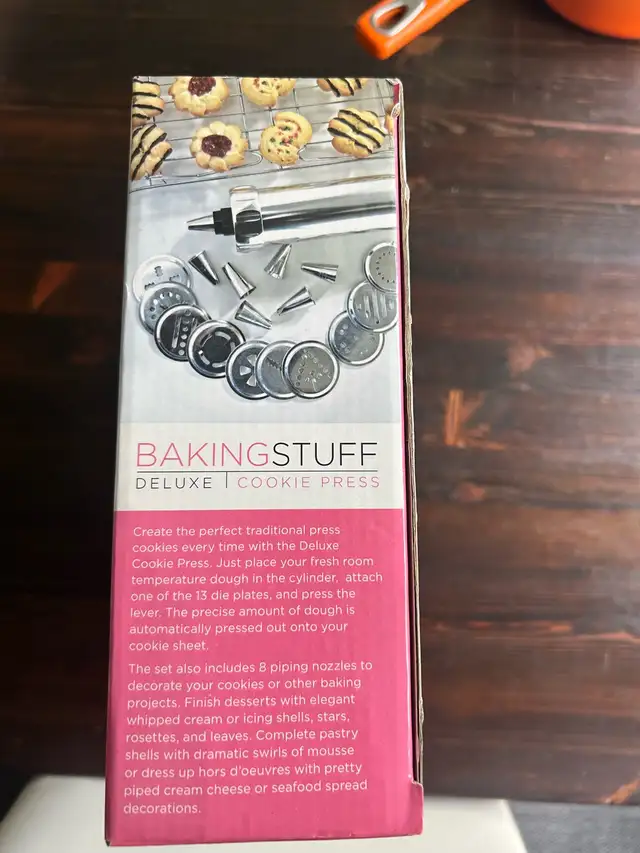 BAKINGSTUFF
DELUXE | COOKIE PRESS
Create the perfect traditional press
cookies every time with the Deluxe
Cookie Press. Just place your fresh room
temperature dough in the cylinder, attach
one of the 13 die plates, and press the
lever. The precise amount of dough is
automatically pressed out onto your
cookie sheet.
The set also includes 8 piping nozzles to
decorate your cookies or other baking
projects. Finish desserts with elegant
whipped cream or icing shells, stars,
rosettes, and leaves. Complete pastry
shells with dramatic swirls of mousse
or dress up hors d'oeuvres with pretty
piped cream cheese or seafood spread
decorations.